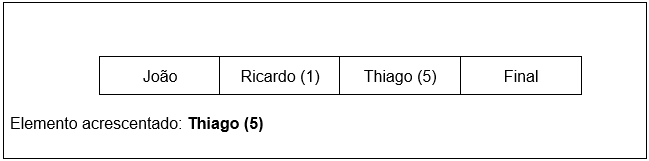 João Ricardo (1) Thiago (5) Final
Elemento acrescentado: Thiago (5)